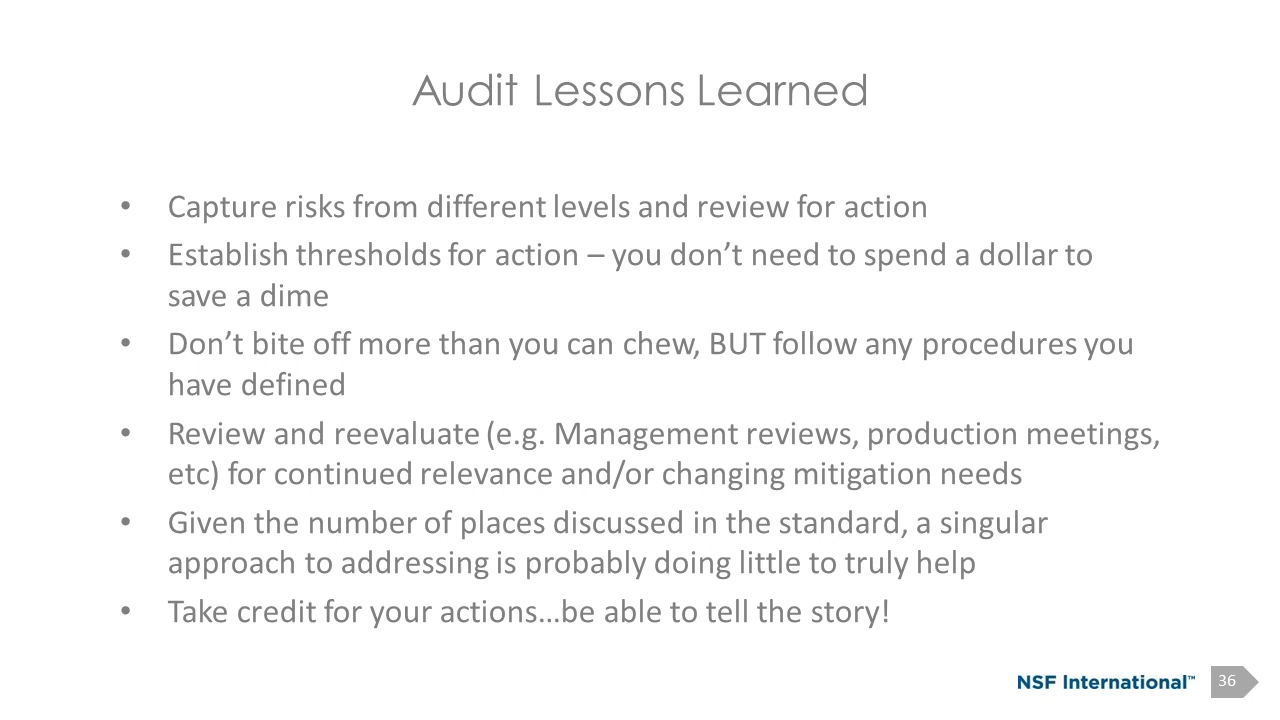 Audit Lessons Learned
• Capture risks from different levels and review for action
• Establish thresholds for action – you don’t need to spend a dollar to
save a dime
• Don’t bite off more than you can chew, BUT follow any procedures you
have defined
• Review and reevaluate (e.g. Management reviews, production meetings,
etc) for continued relevance and/or changing mitigation needs
• Given the number of places discussed in the standard, a singular
approach to addressing is probably doing little to truly help
• Take credit for your actions…be able to tell the story!
NSF International™ 36